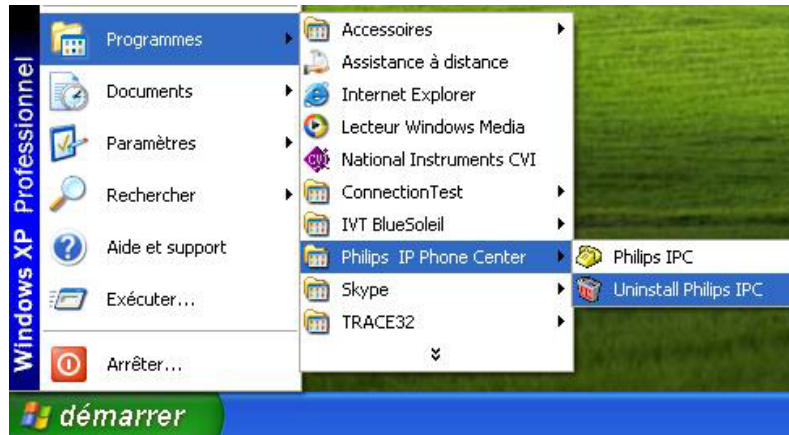 Windows XP Professionnel
Programmes
Documents
Paramètres
Rechercher
Aide et support
Exécuter...
Arrêter...
Accessoires
Assistance à distance
Internet Explorer
Lecteur Windows Media
National Instruments CVI
ConnectionTest
IVT BlueSoleil
Philips IP Phone Center
Skype
TRACE32
Philips IPC
Uninstall Philips IPC
démarrer